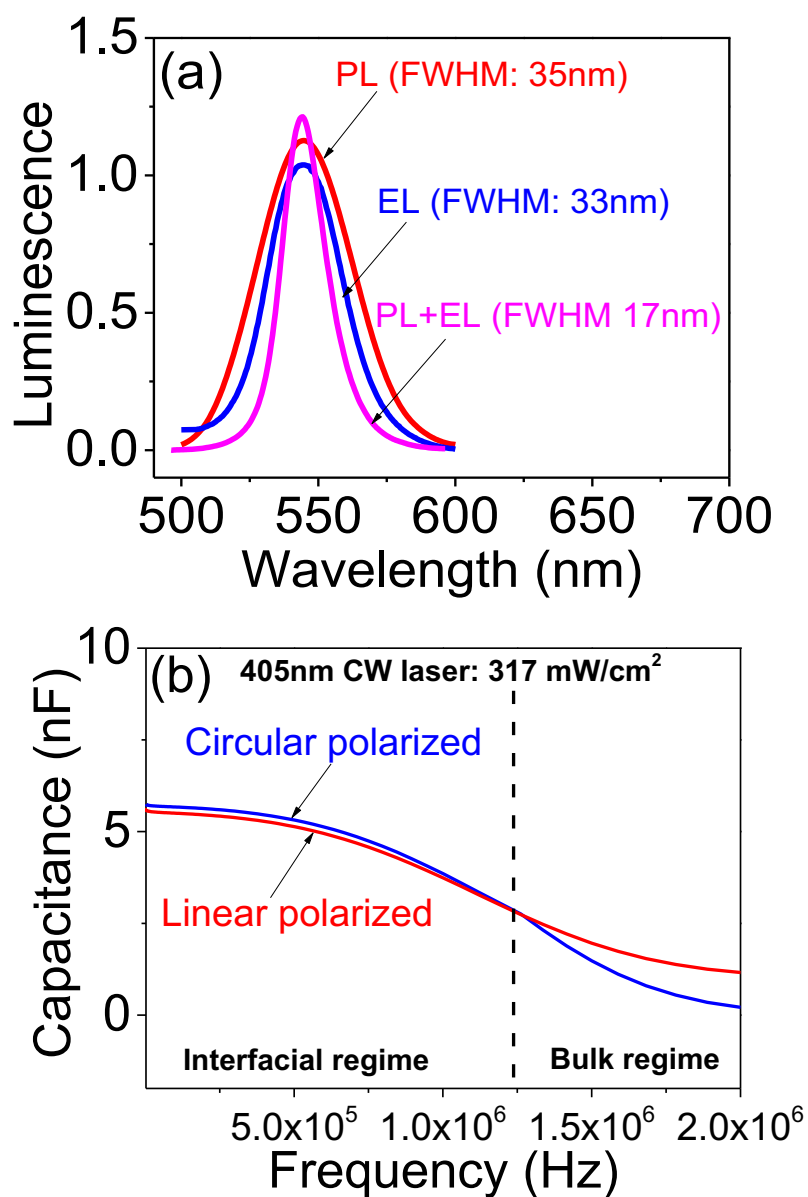 (a)
PL (FWHM: 35nm)
EL (FWHM: 33nm)
PL+EL (FWHM 17nm)
Luminescence
1.5
1.0
0.5
0.0
500 550 600 650 700
Wavelength (nm)
(b)
405nm CW laser: 317 mW/cm²
Circular polarized
Linear polarized
Interfacial regime
Bulk regime
Capacitance (nF)
10
5
0
5.0x10⁵ 1.0x10⁶ 1.5x10⁶ 2.0x10⁶
Frequency (Hz)